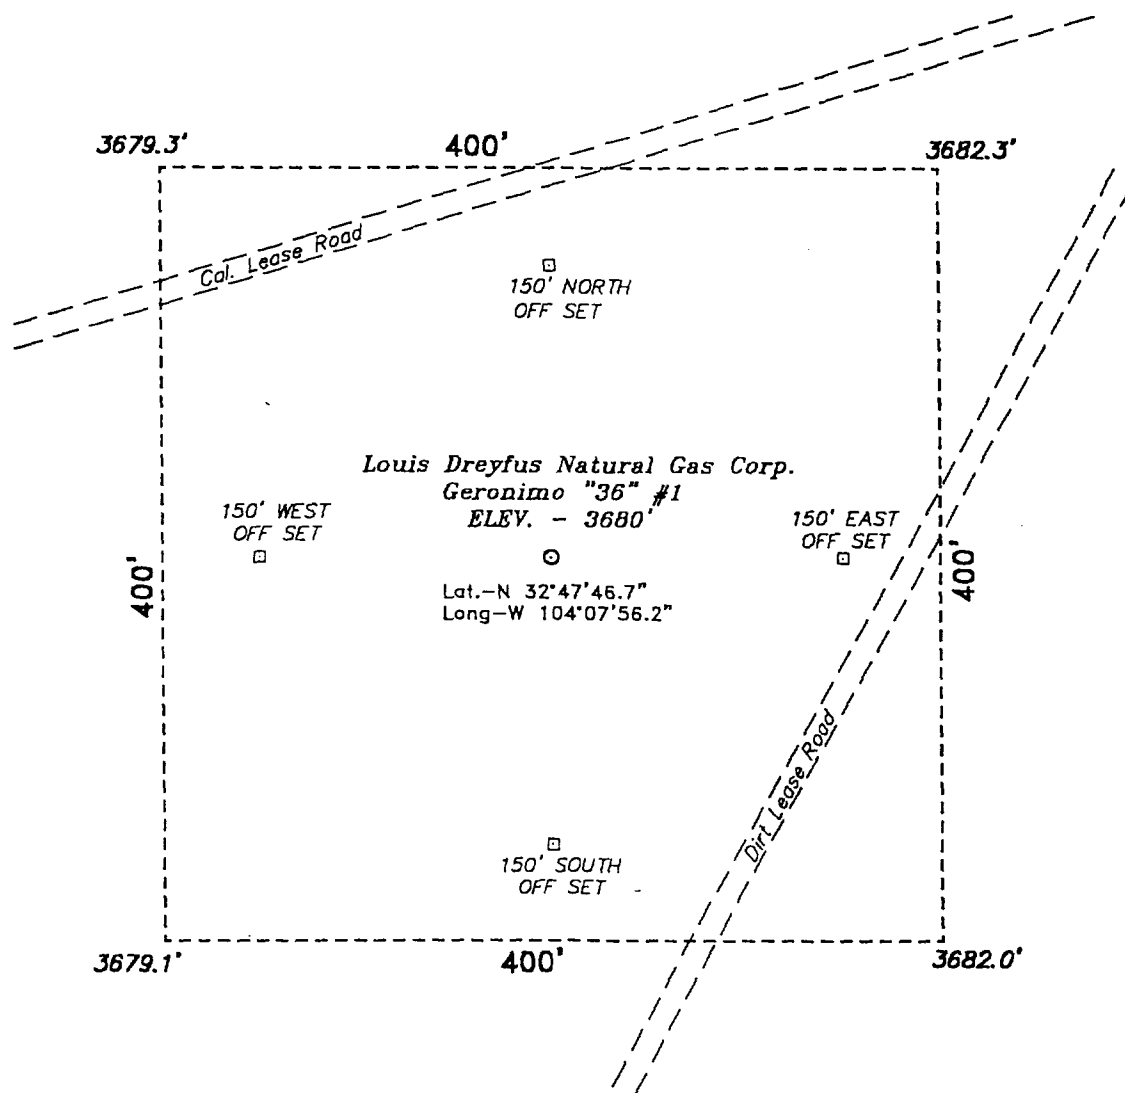 3679.3'
400'
3682.3'
Cal. Lease Road
150' NORTH
OFF SET
Louis Dreyfus Natural Gas Corp.
Geronimo "36" #1
ELEV. - 3680'
150' WEST
OFF SET
150' EAST
OFF SET
400'
400'
Lat.-N 32°47'46.7"
Long-W 104°07'56.2"
Dirt Lease Road
150' SOUTH
OFF SET
3679.1'
400'
3682.0'